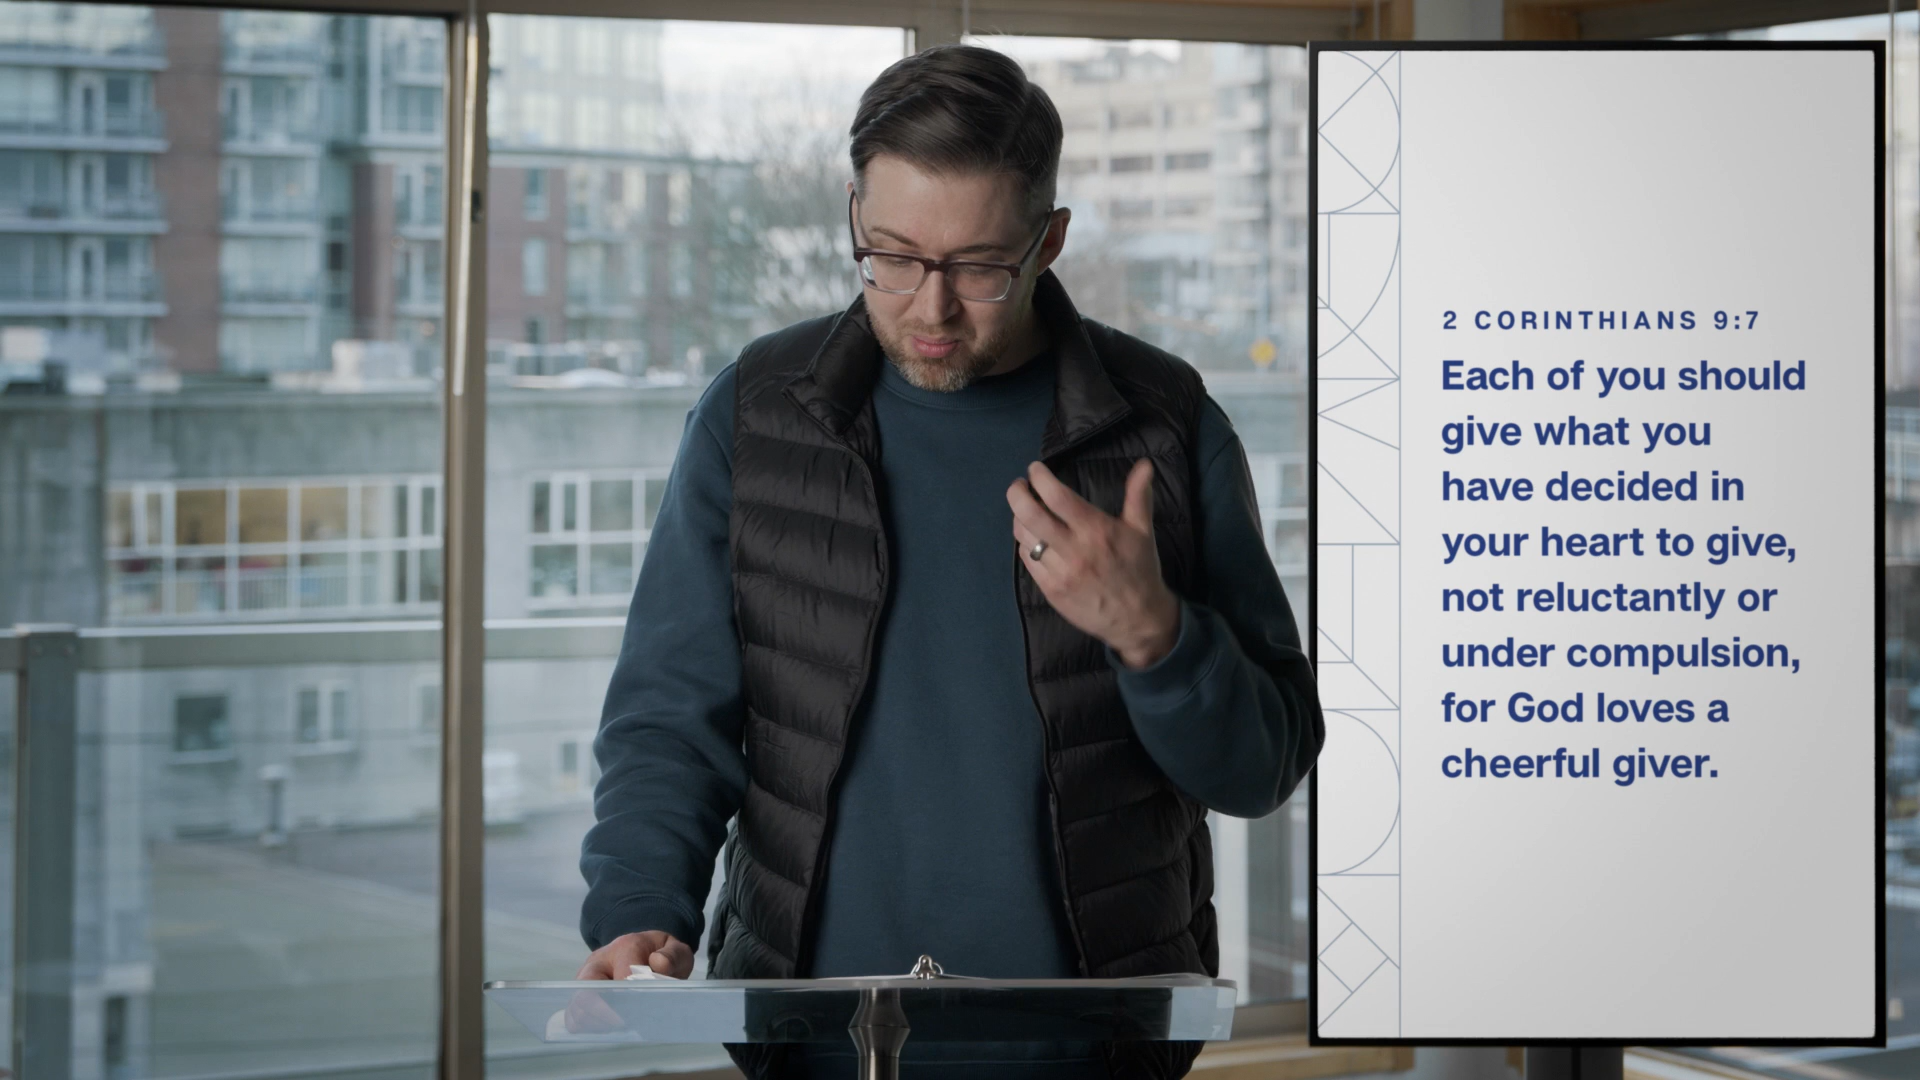 2 CORINTHIANS 9:7
Each of you should
give what you
have decided in
your heart to give,
not reluctantly or
under compulsion,
for God loves a
cheerful giver.